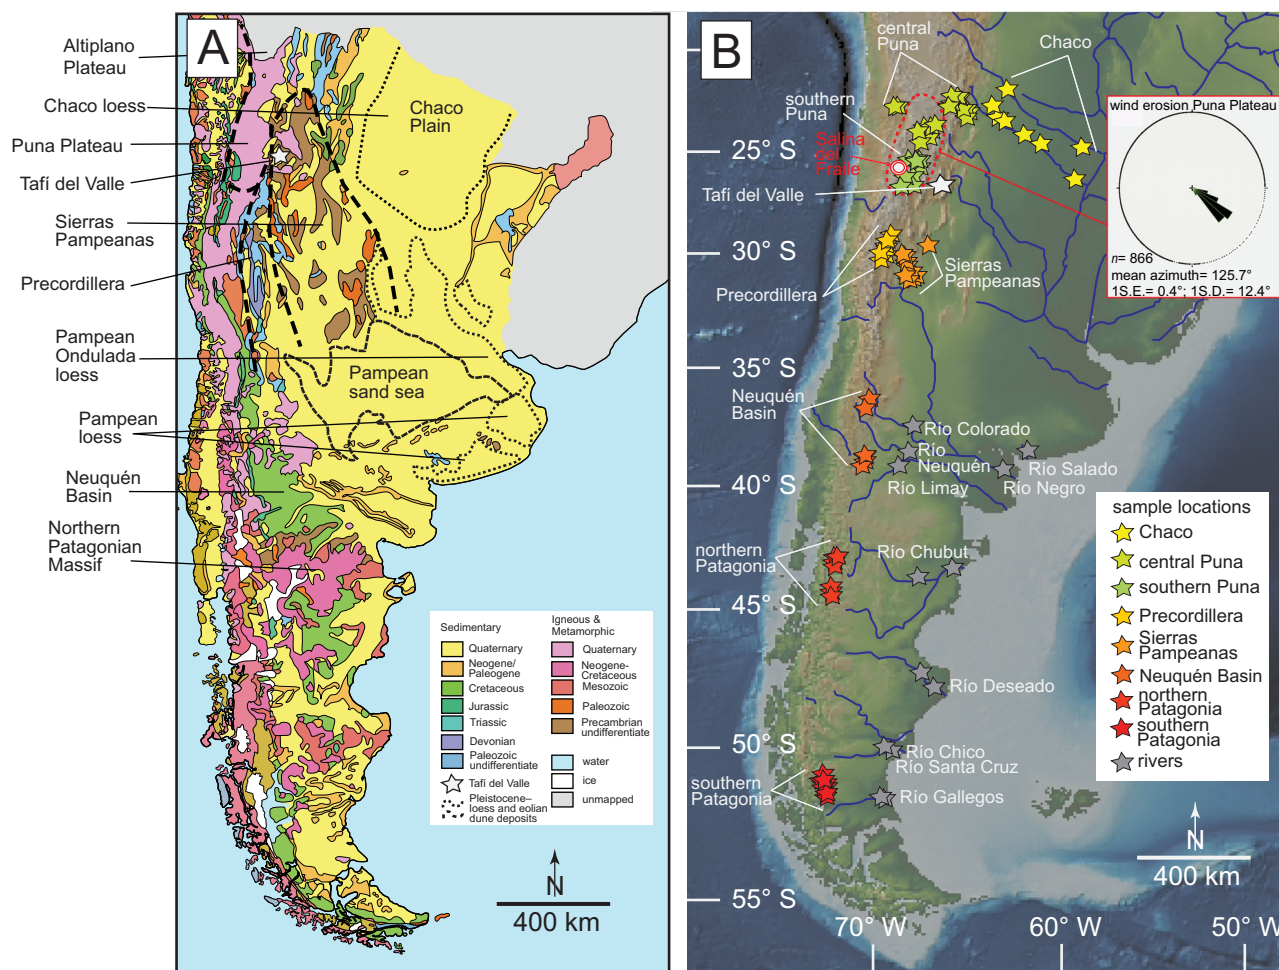 A
Altiplano
Plateau
Chaco loess
Puna Plateau
Tafí del Valle
Sierras
Pampeanas
Precordillera
Pampean
Ondulada
loess
Pampean
loess
Neuquén
Basin
Northern
Patagonian
Massif
Chaco
Plain
Pampean
sand sea
Sedimentary
Quaternary
Neogene/
Paleogene
Cretaceous
Jurassic
Triassic
Devonian
Paleozoic
undifferentiate
Tafí del Valle
Pleistocene–
loess and eolian
dune deposits
Igneous &
Metamorphic
Quaternary
Neogene-
Cretaceous
Mesozoic
Paleozoic
Precambrian
undifferentiate
water
ice
unmapped
N
400 km
B
central
Puna
Chaco
southern
Puna
Salina
del
Fraile
Tafí del Valle
25° S
30° S
35° S
40° S
45° S
50° S
55° S
70° W
60° W
50° W
Precordillera
Sierras
Pampeanas
Neuquén
Basin
Río Colorado
Río
Neuquén
Río Limay
Río Salado
Río Negro
northern
Patagonia
Río Chubut
Río Deseado
Río Chico
Río Santa Cruz
southern
Patagonia
Río Gallegos
wind erosion Puna Plateau
n= 866
mean azimuth= 125.7°
1S.E.= 0.4°; 1S.D.= 12.4°
sample locations
Chaco
central Puna
southern Puna
Precordillera
Sierras
Pampeanas
Neuquén Basin
northern
Patagonia
southern
Patagonia
rivers
N
400 km